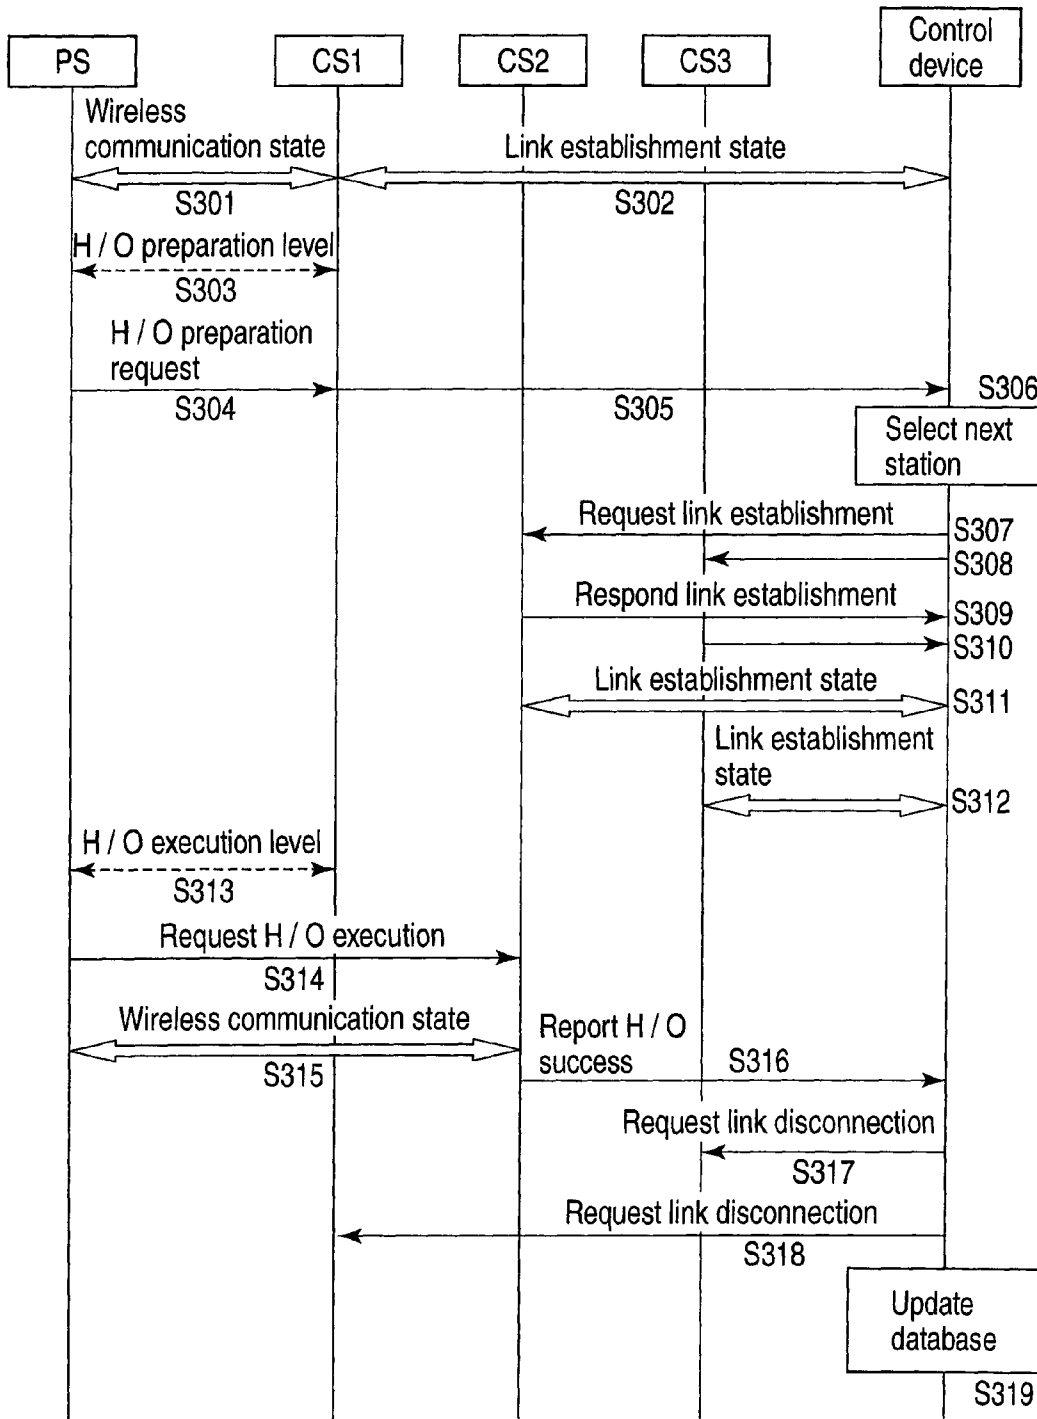 PS
CS1
CS2
CS3
Control
device
Wireless
communication state
Link establishment state
S301
S302
H / O preparation level
S303
H / O preparation
request
S304
S305
S306
Select next
station
Request link establishment
S307
S308
Respond link establishment
S309
S310
Link establishment state
S311
Link establishment
state
S312
H / O execution level
S313
Request H / O execution
S314
Wireless communication state
S315
Report H / O
success
S316
Request link disconnection
S317
Request link disconnection
S318
Update
database
S319